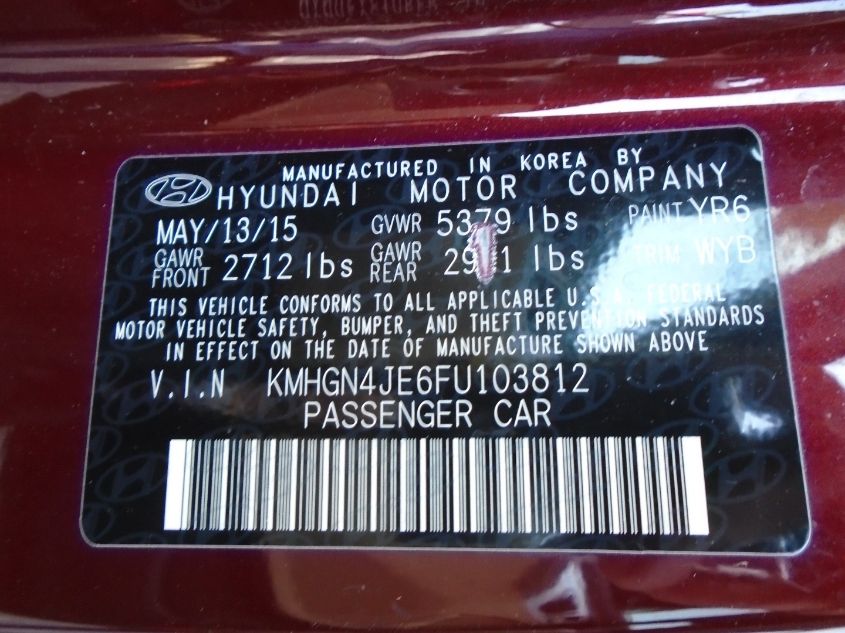 MANUFACTURED IN KOREA BY
HYUNDAI MOTOR COMPANY
MAY/13/15 GVWR 5379 lbs PAINT YR6
GAWR FRONT 2712 lbs GAWR REAR lbs TRIM WYB
THIS VEHICLE CONFORMS TO ALL APPLICABLE U.S.A. FEDERAL
MOTOR VEHICLE SAFETY, BUMPER, AND THEFT PREVENTION STANDARDS
IN EFFECT ON THE DATE OF MANUFACTURE SHOWN ABOVE
V.I.N KMHGN4JE6FU103812
PASSENGER CAR